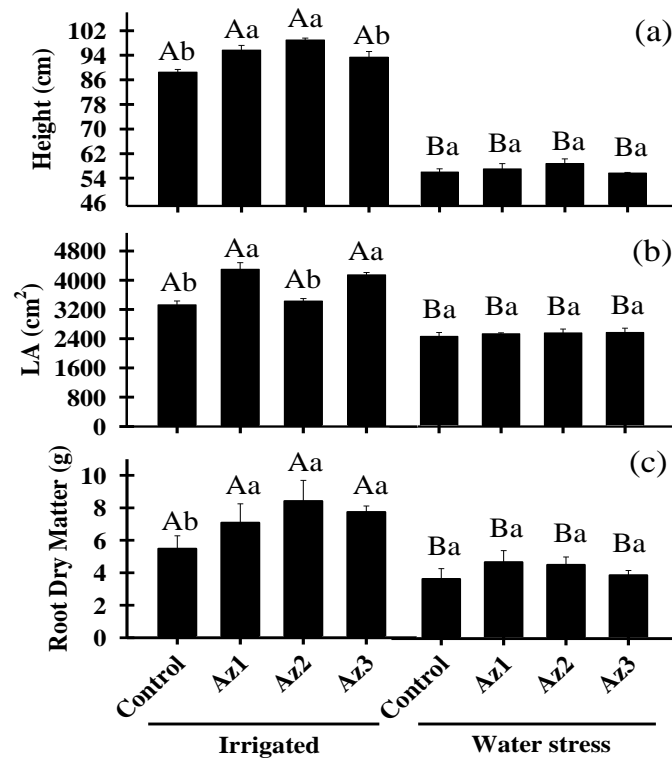 (a)
Height (cm)
102
94
86
78
70
62
54
46
Ab Aa Aa Ab Ba Ba Ba Ba
(b)
LA (cm²)
4800
4000
3200
2400
1600
800
0
Ab Aa Ab Aa Ba Ba Ba Ba
(c)
Root Dry Matter (g)
10
8
6
4
2
0
Ab Aa Aa Aa Ba Ba Ba Ba
Control Az1 Az2 Az3 Control Az1 Az2 Az3
Irrigated Water stress